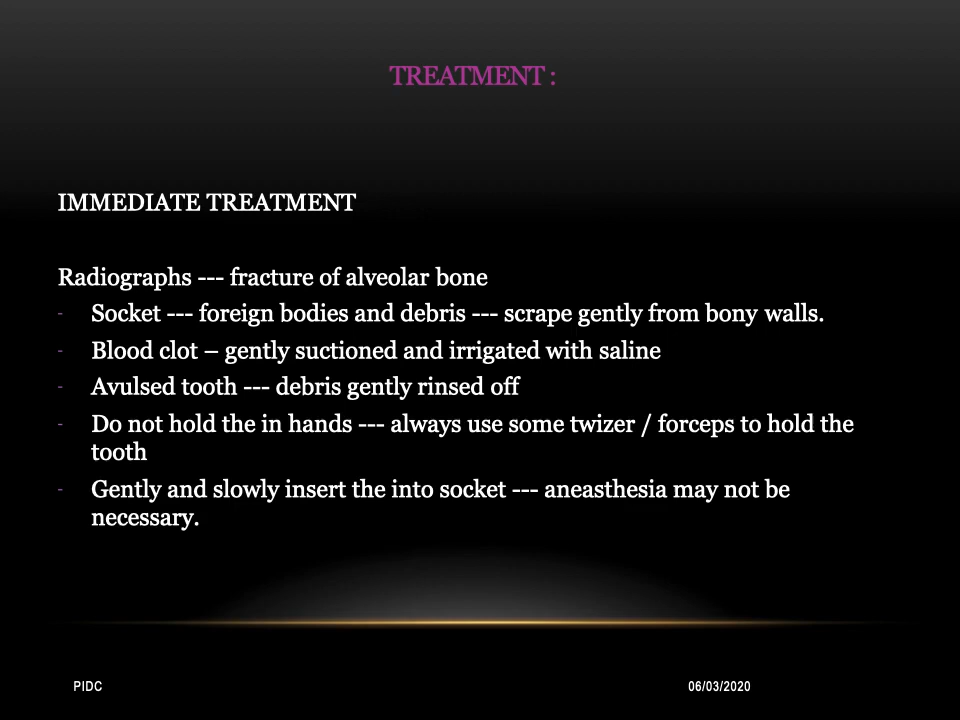 TREATMENT :
IMMEDIATE TREATMENT
Radiographs --- fracture of alveolar bone
- Socket --- foreign bodies and debris --- scrape gently from bony walls.
- Blood clot – gently suctioned and irrigated with saline
- Avulsed tooth --- debris gently rinsed off
- Do not hold the in hands --- always use some twizer / forceps to hold the
tooth
- Gently and slowly insert the into socket --- aneasthesia may not be
necessary.
PIDC 06/03/2020